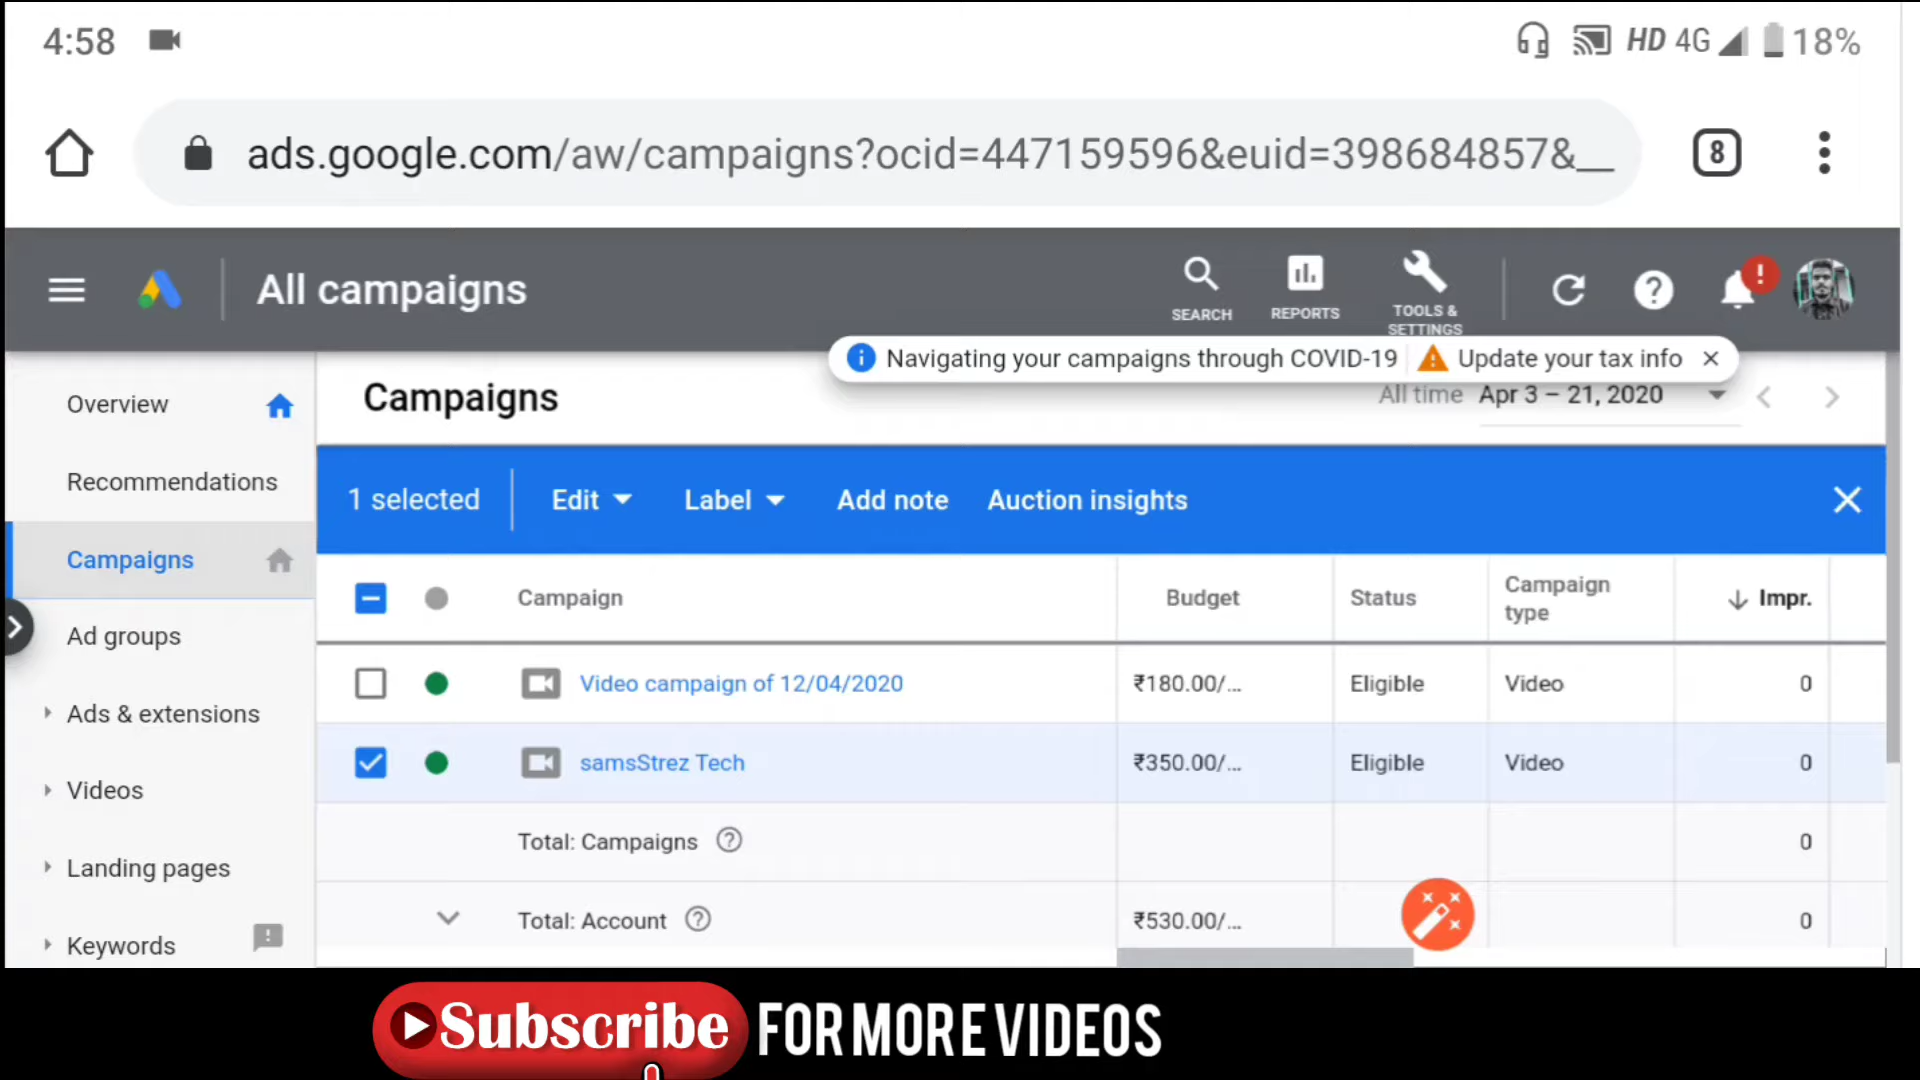 4:58 HD 4G 18%
ads.google.com/aw/campaigns?ocid=447159596&euid=398684857&__ 8
All campaigns SEARCH REPORTS TOOLS & SETTINGS !
Navigating your campaigns through COVID-19 Update your tax info
Overview
Recommendations
Campaigns
Ad groups
Ads & extensions
Videos
Landing pages
Keywords
Campaigns All time Apr 3 – 21, 2020
1 selected Edit Label Add note Auction insights
Campaign Budget Status Campaign type Impr.
Video campaign of 12/04/2020 ₹180.00/... Eligible Video 0
samsStrez Tech ₹350.00/... Eligible Video 0
Total: Campaigns 0
Total: Account ₹530.00/... 0
Subscribe FOR MORE VIDEOS